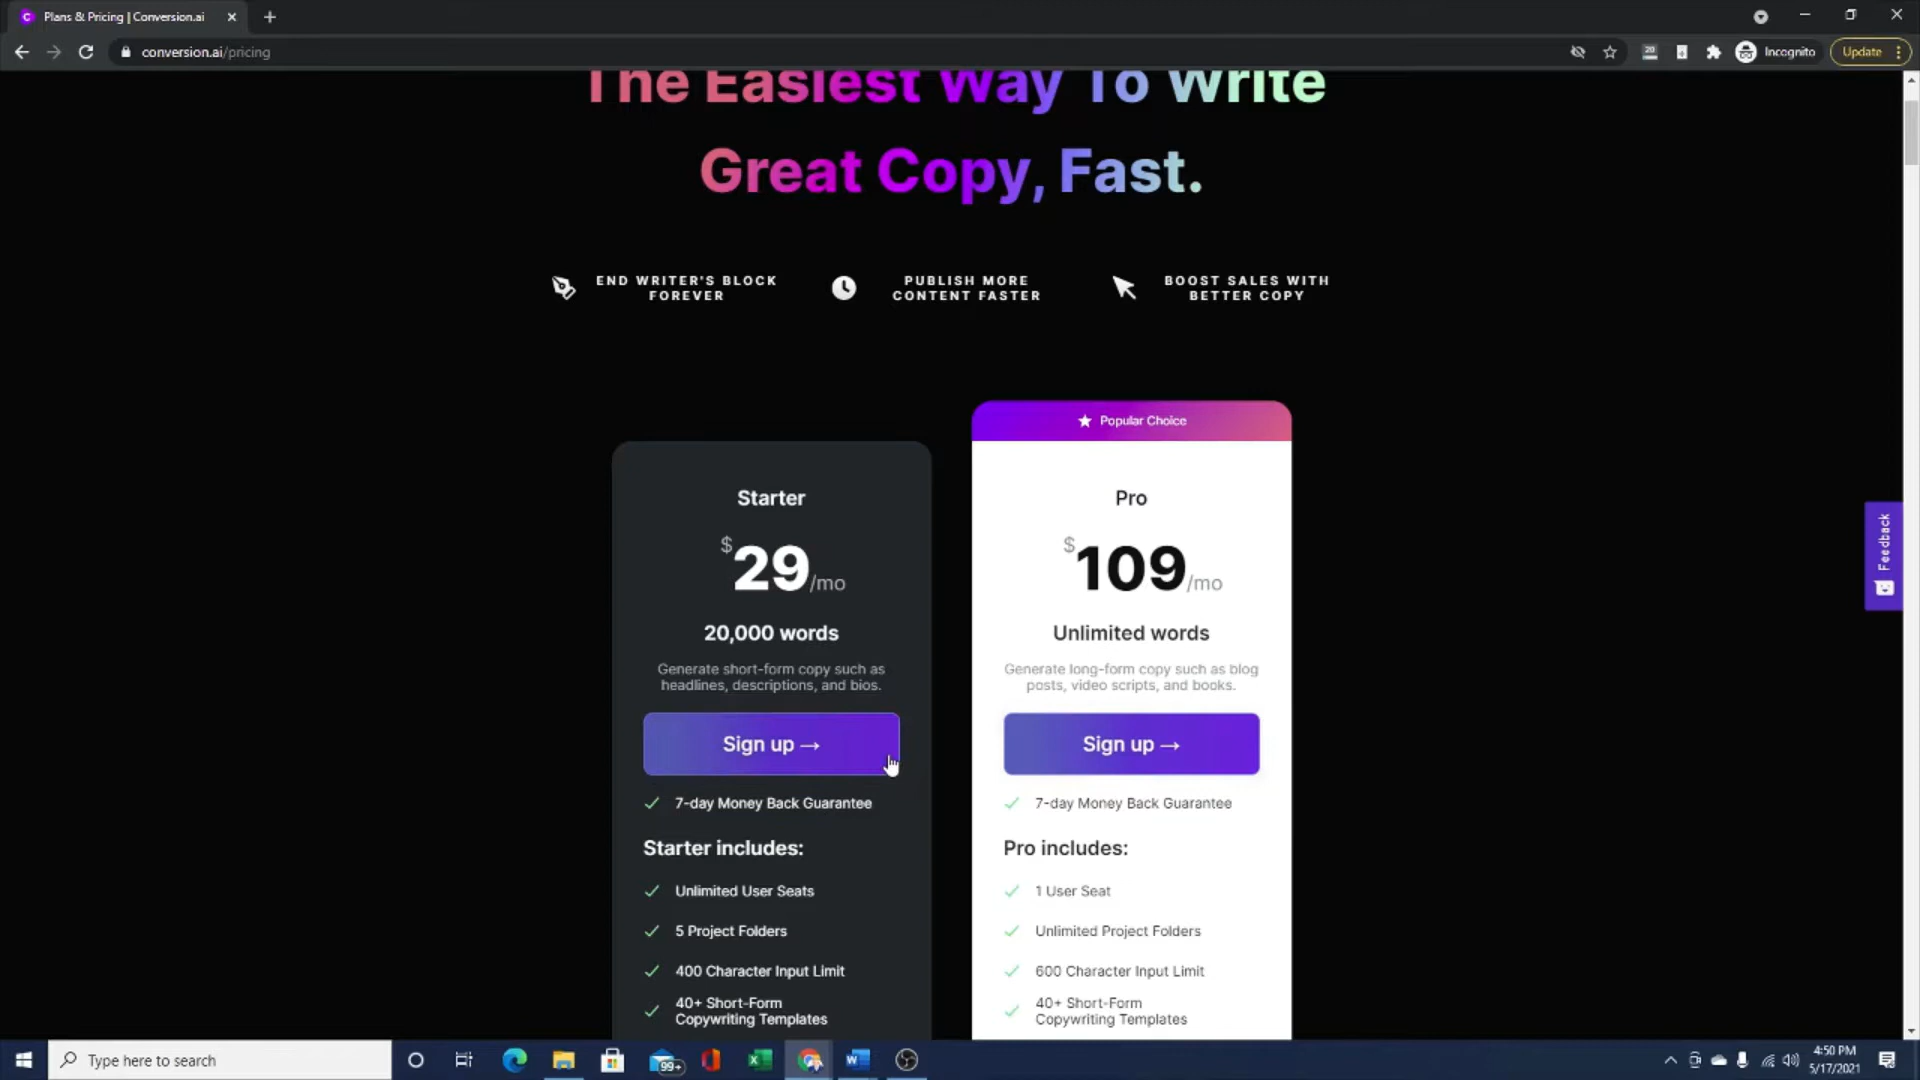 Plans & Pricing | Conversion.ai
conversion.ai/pricing
20
Incognito
Update
The Easiest Way To Write
Great Copy, Fast.
END WRITER'S BLOCK
FOREVER
PUBLISH MORE
CONTENT FASTER
BOOST SALES WITH
BETTER COPY
Popular Choice
Starter
$29/mo
20,000 words
Generate short-form copy such as
headlines, descriptions, and bios.
Sign up →
7-day Money Back Guarantee
Starter includes:
Unlimited User Seats
5 Project Folders
400 Character Input Limit
40+ Short-Form
Copywriting Templates
Pro
$109/mo
Unlimited words
Generate long-form copy such as blog
posts, video scripts, and books.
Sign up →
7-day Money Back Guarantee
Pro includes:
1 User Seat
Unlimited Project Folders
600 Character Input Limit
40+ Short-Form
Copywriting Templates
Feedback
Type here to search
99+
4:50 PM
5/17/2021